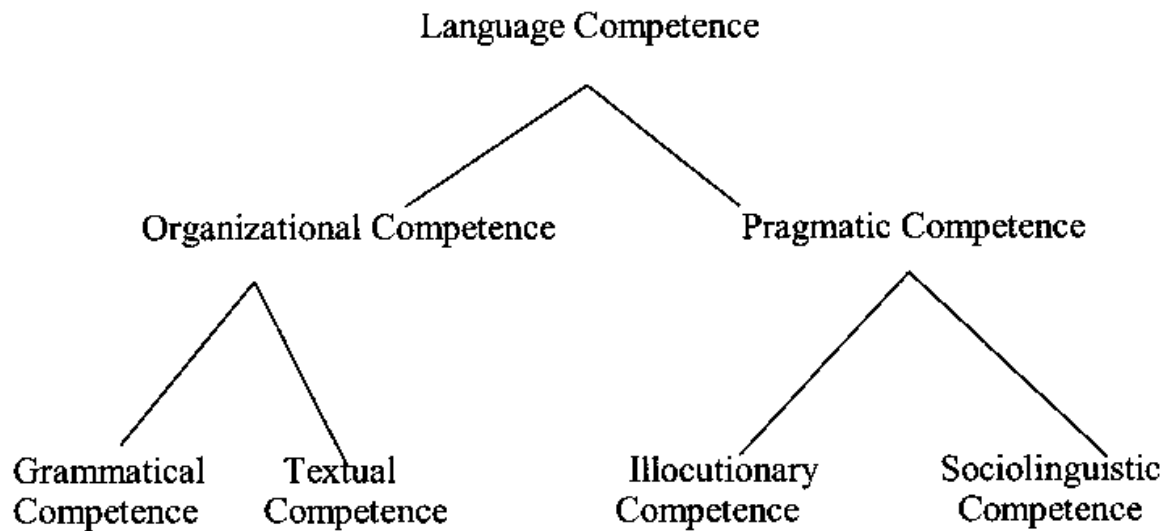 Language Competence
Organizational Competence
Pragmatic Competence
Grammatical
Competence
Textual
Competence
Illocutionary
Competence
Sociolinguistic
Competence